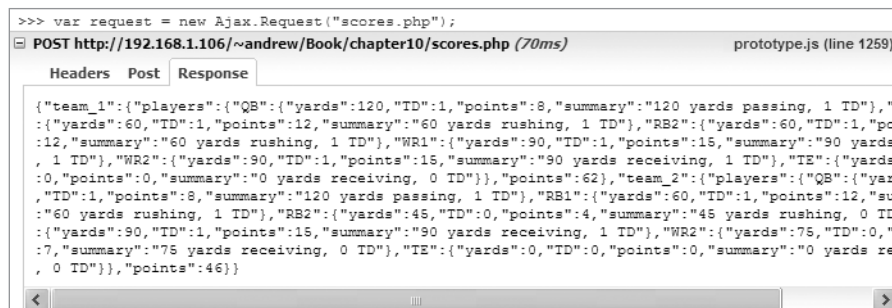 >>> var request = new Ajax.Request("scores.php");
POST http://192.168.1.106/~andrew/Book/chapter10/scores.php (70ms) prototype.js (line 1259)
Headers Post Response
{"team_1":{"players":{"QB":{"yards":120,"TD":1,"points":8,"summary":"120 yards passing, 1 TD"},"
:{"yards":60,"TD":1,"points":12,"summary":"60 yards rushing, 1 TD"},"RB2":{"yards":60,"TD":1,"po
:12,"summary":"60 yards rushing, 1 TD"},"WR1":{"yards":90,"TD":1,"points":15,"summary":"90 yards
, 1 TD"},"WR2":{"yards":90,"TD":1,"points":15,"summary":"90 yards receiving, 1 TD"},"TE":{"yards
:0,"points":0,"summary":"0 yards receiving, 0 TD"}},"points":62},"team_2":{"players":{"QB":{"yar
,"TD":1,"points":8,"summary":"120 yards passing, 1 TD"},"RB1":{"yards":60,"TD":1,"points":12,"su
:"60 yards rushing, 1 TD"},"RB2":{"yards":45,"TD":0,"points":4,"summary":"45 yards rushing, 0 TD
:{"yards":90,"TD":1,"points":15,"summary":"90 yards receiving, 1 TD"},"WR2":{"yards":75,"TD":0,"
:7,"summary":"75 yards receiving, 0 TD"},"TE":{"yards":0,"TD":0,"points":0,"summary":"0 yards re
, 0 TD"}},"points":46}}